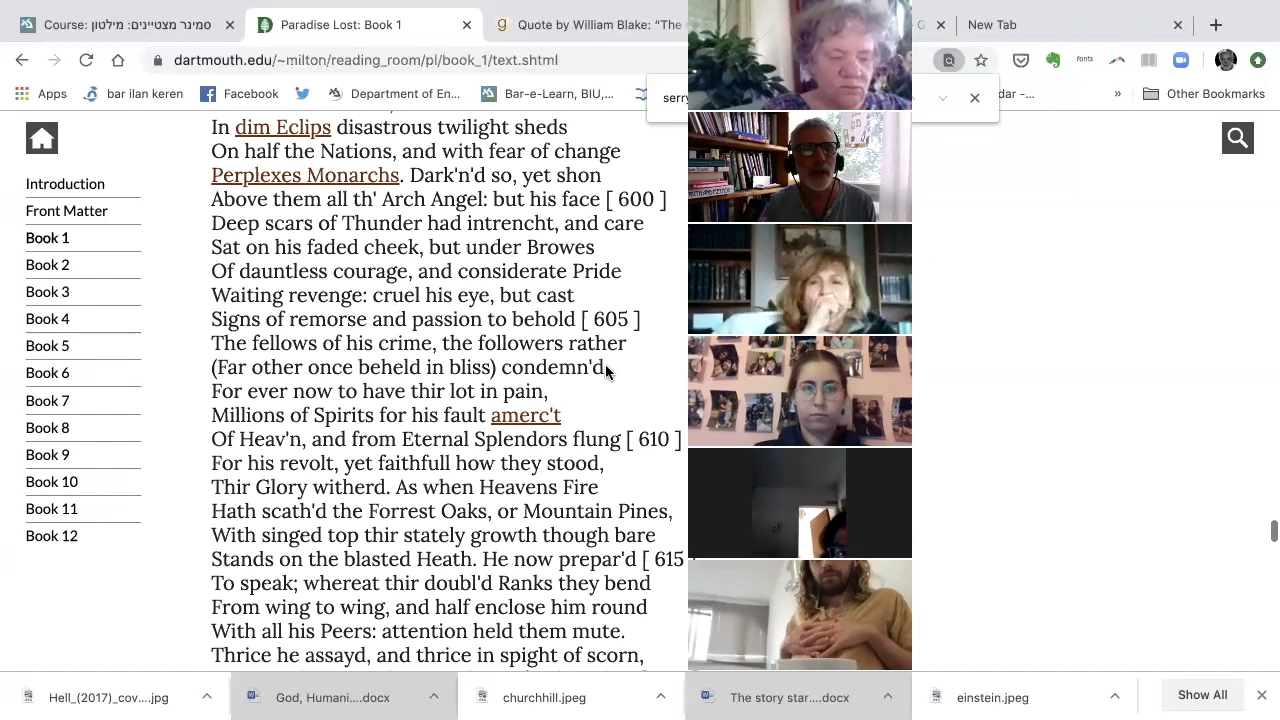 Course: סמינר מצטיינים: מילטון
Paradise Lost: Book 1
Quote by William Blake: “The
New Tab
dartmouth.edu/~milton/reading_room/pl/book_1/text.shtml
fonts
Apps
bar ilan keren
Facebook
Department of En...
Bar-e-Learn, BIU,...
serry
dar -...
»
Other Bookmarks
Introduction
Front Matter
Book 1
Book 2
Book 3
Book 4
Book 5
Book 6
Book 7
Book 8
Book 9
Book 10
Book 11
Book 12
In dim Eclips disastrous twilight sheds
On half the Nations, and with fear of change
Perplexes Monarchs. Dark'n'd so, yet shon
Above them all th' Arch Angel: but his face [ 600 ]
Deep scars of Thunder had intrencht, and care
Sat on his faded cheek, but under Browes
Of dauntless courage, and considerate Pride
Waiting revenge: cruel his eye, but cast
Signs of remorse and passion to behold [ 605 ]
The fellows of his crime, the followers rather
(Far other once beheld in bliss) condemn'd
For ever now to have thir lot in pain,
Millions of Spirits for his fault amerc't
Of Heav'n, and from Eternal Splendors flung [ 610 ]
For his revolt, yet faithfull how they stood,
Thir Glory witherd. As when Heavens Fire
Hath scath'd the Forrest Oaks, or Mountain Pines,
With singed top thir stately growth though bare
Stands on the blasted Heath. He now prepar'd [ 615
To speak; whereat thir doubl'd Ranks they bend
From wing to wing, and half enclose him round
With all his Peers: attention held them mute.
Thrice he assayd, and thrice in spight of scorn,
Hell_(2017)_cov....jpg
God, Humani....docx
churchhill.jpeg
The story star....docx
einstein.jpeg
Show All